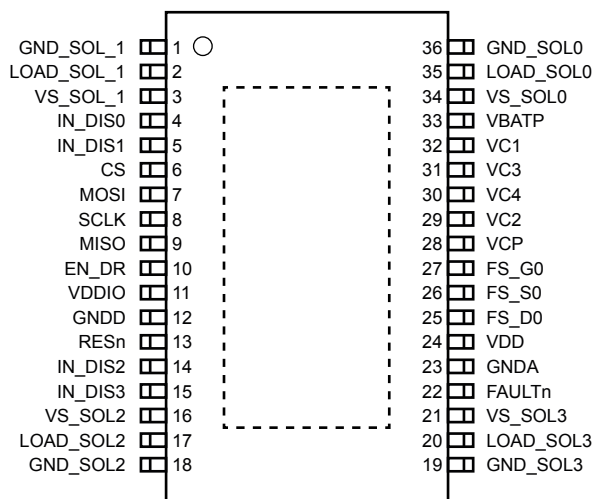 GND_SOL_1 1 36 GND_SOL0
LOAD_SOL_1 2 35 LOAD_SOL0
VS_SOL_1 3 34 VS_SOL0
IN_DIS0 4 33 VBATP
IN_DIS1 5 32 VC1
CS 6 31 VC3
MOSI 7 30 VC4
SCLK 8 29 VC2
MISO 9 28 VCP
EN_DR 10 27 FS_G0
VDDIO 11 26 FS_S0
GNDD 12 25 FS_D0
RESn 13 24 VDD
IN_DIS2 14 23 GNDA
IN_DIS3 15 22 FAULTn
VS_SOL2 16 21 VS_SOL3
LOAD_SOL2 17 20 LOAD_SOL3
GND_SOL2 18 19 GND_SOL3